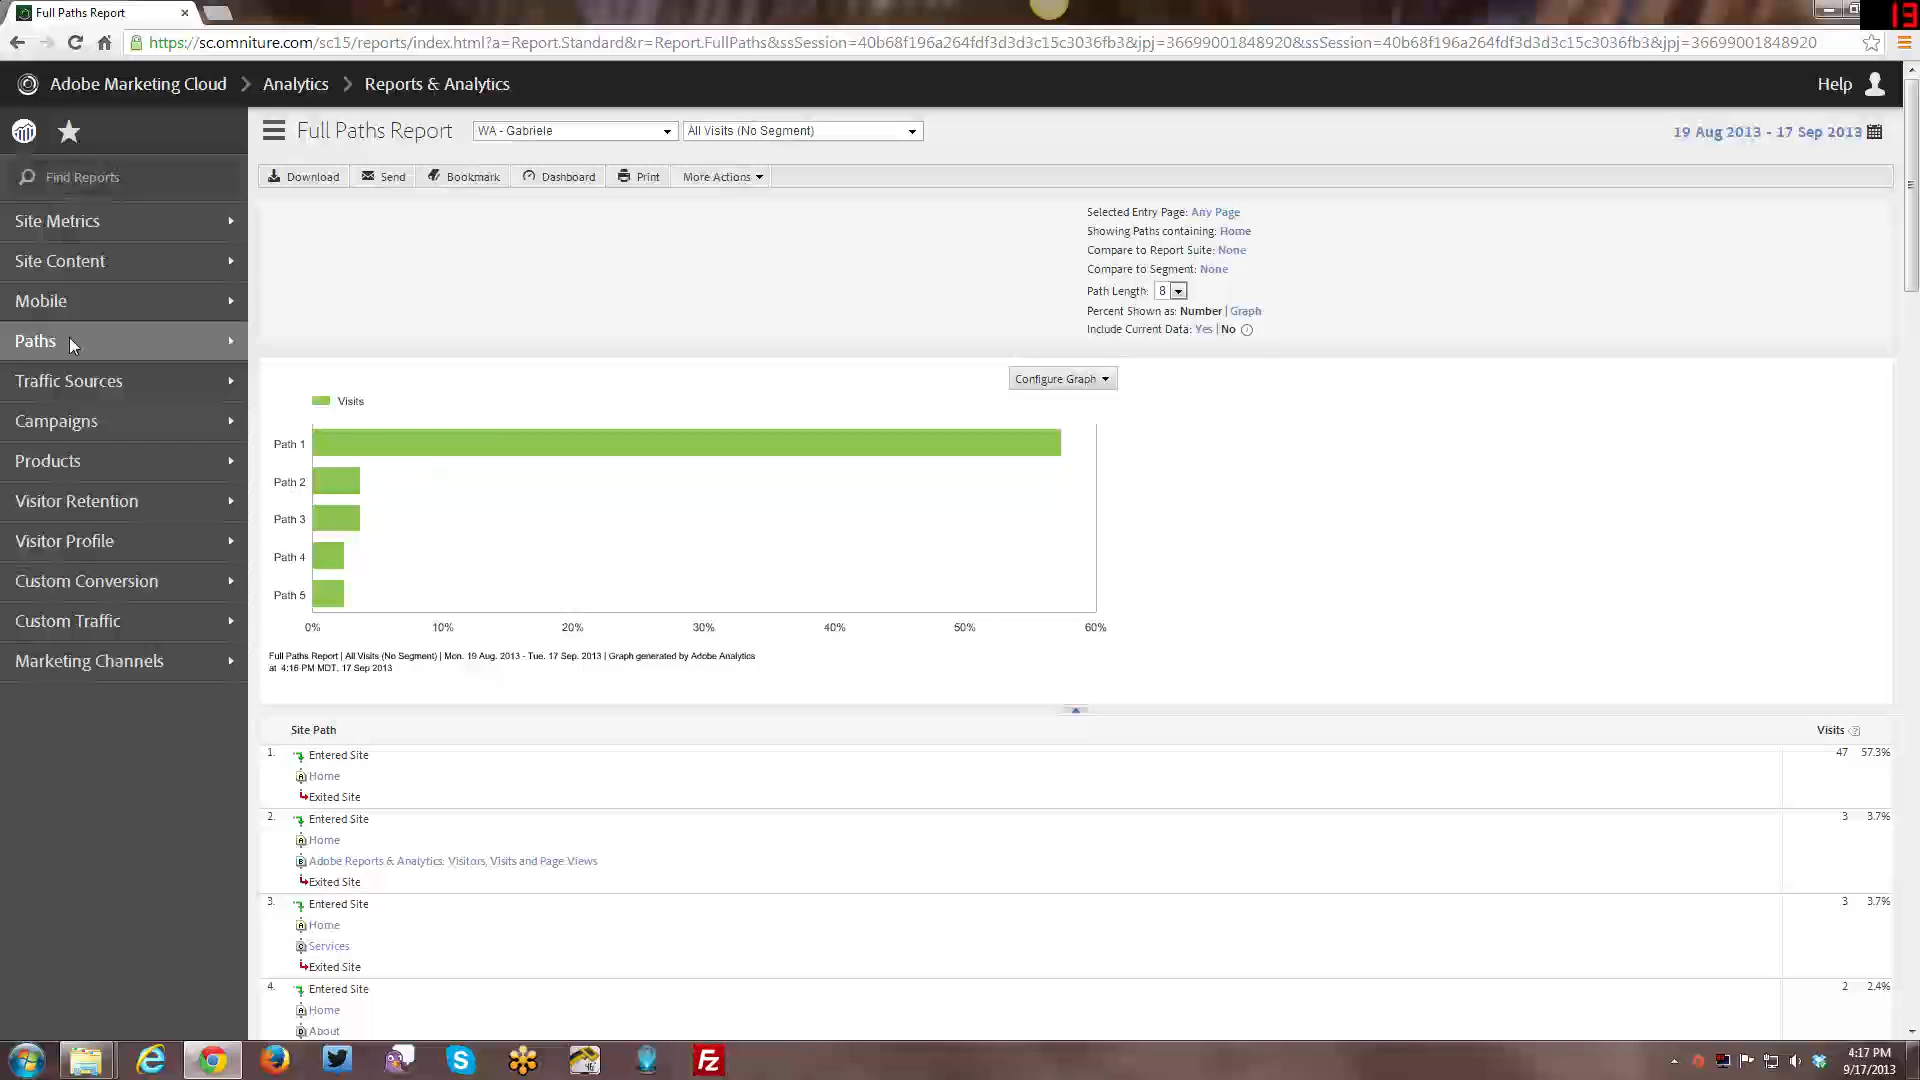 Full Paths Report
13
https://sc.omniture.com/sc15/reports/index.html?a=Report.Standard&r=Report.FullPaths&ssSession=40b68f196a264fdf3d3d3c15c3036fb3&jpj=36699001848920&ssSession=40b68f196a264fdf3d3d3c15c3036fb3&jpj=36699001848920
Adobe Marketing Cloud > Analytics > Reports & Analytics
Help
Full Paths Report WA - Gabriele All Visits (No Segment) 19 Aug 2013 - 17 Sep 2013
Find Reports
Download Send Bookmark Dashboard Print More Actions
Site Metrics
Site Content
Mobile
Paths
Traffic Sources
Campaigns
Products
Visitor Retention
Visitor Profile
Custom Conversion
Custom Traffic
Marketing Channels
Selected Entry Page: Any Page
Showing Paths containing: Home
Compare to Report Suite: None
Compare to Segment: None
Path Length: 8
Percent Shown as: Number | Graph
Include Current Data: Yes | No
Configure Graph
Visits
Path 1
Path 2
Path 3
Path 4
Path 5
0% 10% 20% 30% 40% 50% 60%
Full Paths Report | All Visits (No Segment) | Mon. 19 Aug. 2013 - Tue. 17 Sep. 2013 | Graph generated by Adobe Analytics
at 4:16 PM MDT, 17 Sep 2013
Site Path Visits
1. Entered Site 47 57.3%
A Home
Exited Site
2. Entered Site 3 3.7%
A Home
B Adobe Reports & Analytics: Visitors, Visits and Page Views
Exited Site
3. Entered Site 3 3.7%
A Home
C Services
Exited Site
4. Entered Site 2 2.4%
A Home
D About
4:17 PM
9/17/2013